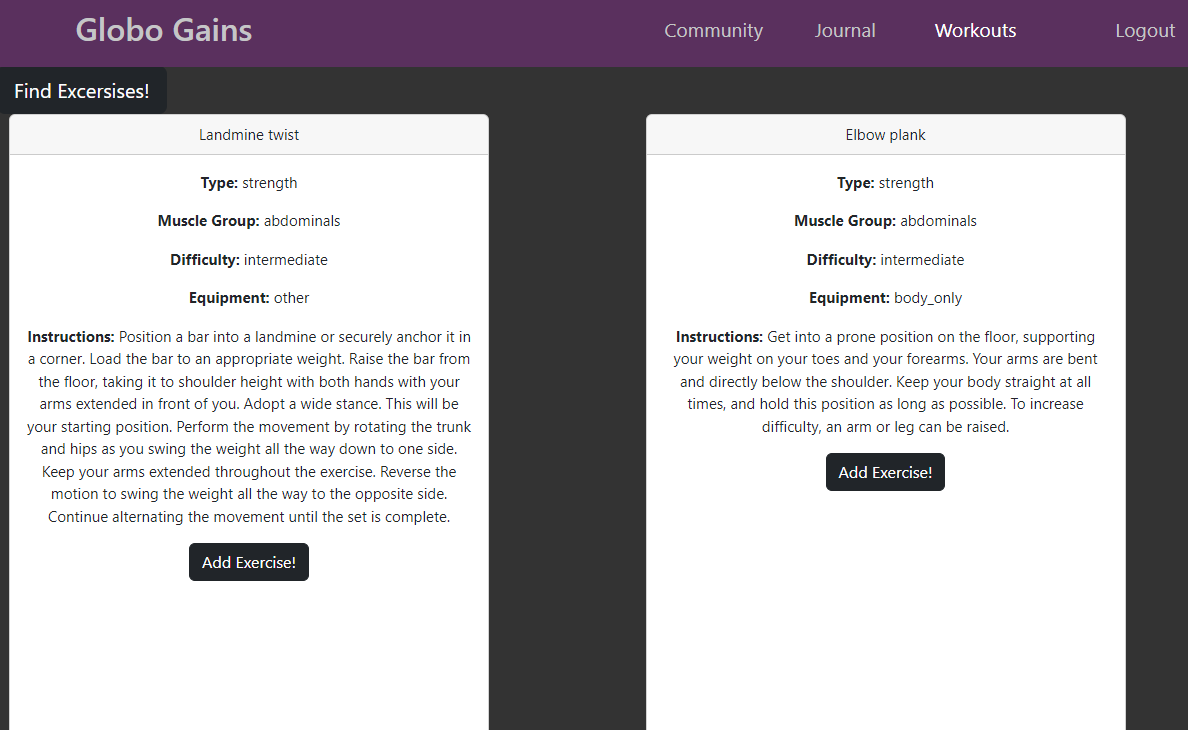 Globo Gains
Community
Journal
Workouts
Logout
Find Excersises!
Landmine twist
Type: strength
Muscle Group: abdominals
Difficulty: intermediate
Equipment: other
Instructions: Position a bar into a landmine or securely anchor it in
a corner. Load the bar to an appropriate weight. Raise the bar from
the floor, taking it to shoulder height with both hands with your
arms extended in front of you. Adopt a wide stance. This will be
your starting position. Perform the movement by rotating the trunk
and hips as you swing the weight all the way down to one side.
Keep your arms extended throughout the exercise. Reverse the
motion to swing the weight all the way to the opposite side.
Continue alternating the movement until the set is complete.
Add Exercise!
Elbow plank
Type: strength
Muscle Group: abdominals
Difficulty: intermediate
Equipment: body_only
Instructions: Get into a prone position on the floor, supporting
your weight on your toes and your forearms. Your arms are bent
and directly below the shoulder. Keep your body straight at all
times, and hold this position as long as possible. To increase
difficulty, an arm or leg can be raised.
Add Exercise!